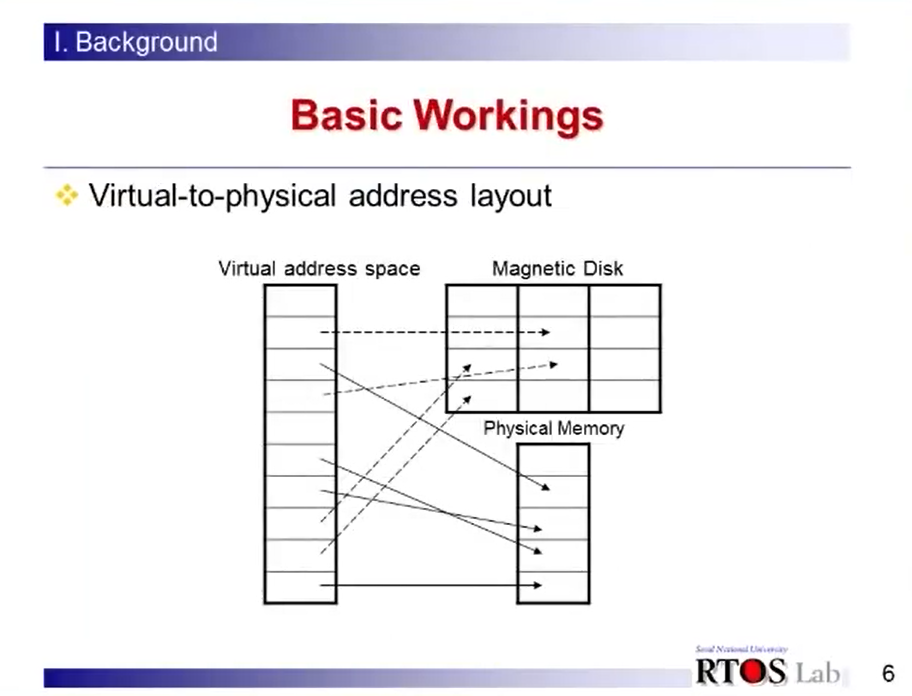 I. Background
Basic Workings
Virtual-to-physical address layout
Virtual address space
Magnetic Disk
Physical Memory
Seoul National University
RTOS Lab
6